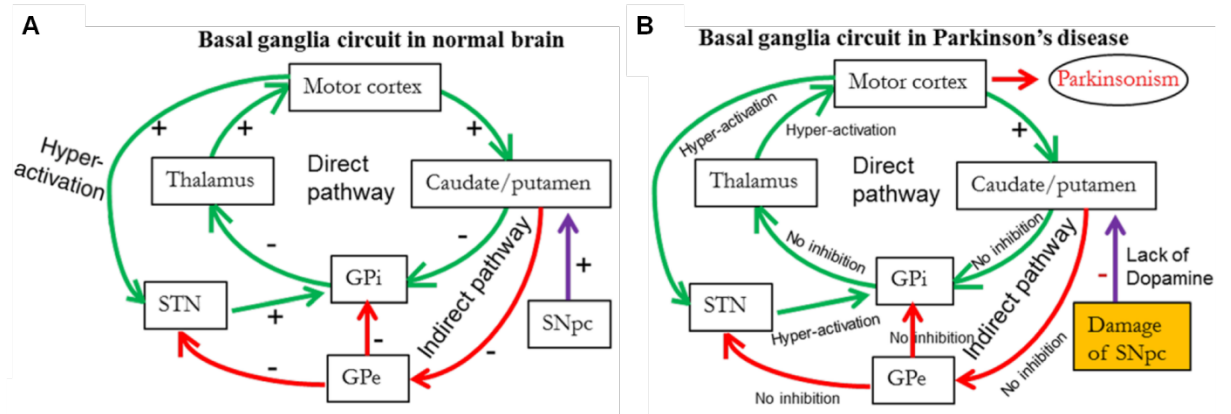 A
Basal ganglia circuit in normal brain
Motor cortex
+
+
+
Hyper-
activation
Thalamus
Direct
pathway
Caudate/putamen
-
-
GPi
STN
+
Indirect pathway
+
SNpc
-
-
-
GPe
B
Basal ganglia circuit in Parkinson's disease
Motor cortex
Parkinsonism
Hyper-activation
Hyper-activation
+
Thalamus
Direct
pathway
Caudate/putamen
No inhibition
No inhibition
GPi
STN
Hyper-activation
No inhibition
Indirect pathway
-
Lack of
Dopamine
Damage
of SNpc
No inhibition
No inhibition
GPe